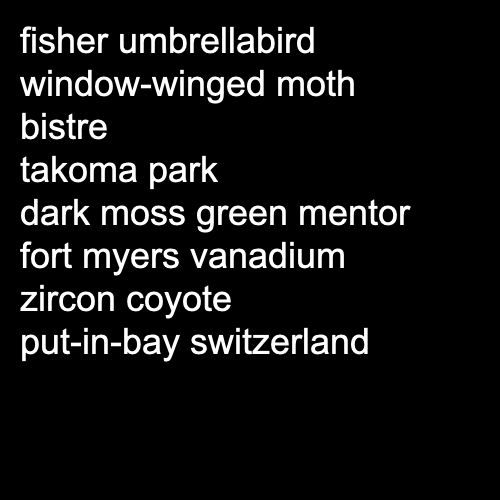 fisher umbrellabird
window-winged moth
bistre
takoma park
dark moss green mentor
fort myers vanadium
zircon coyote
put-in-bay switzerland